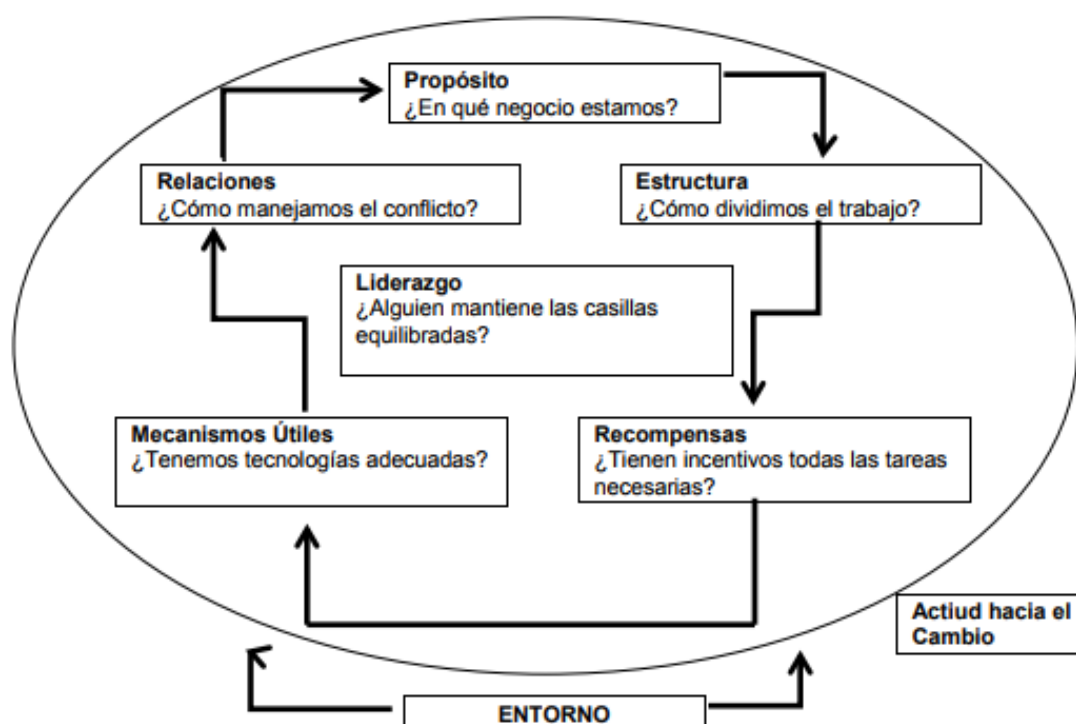 Propósito
¿En qué negocio estamos?
Relaciones
¿Cómo manejamos el conflicto?
Estructura
¿Cómo dividimos el trabajo?
Liderazgo
¿Alguien mantiene las casillas
equilibradas?
Mecanismos Útiles
¿Tenemos tecnologías adecuadas?
Recompensas
¿Tienen incentivos todas las tareas
necesarias?
Actiud hacia el
Cambio
ENTORNO